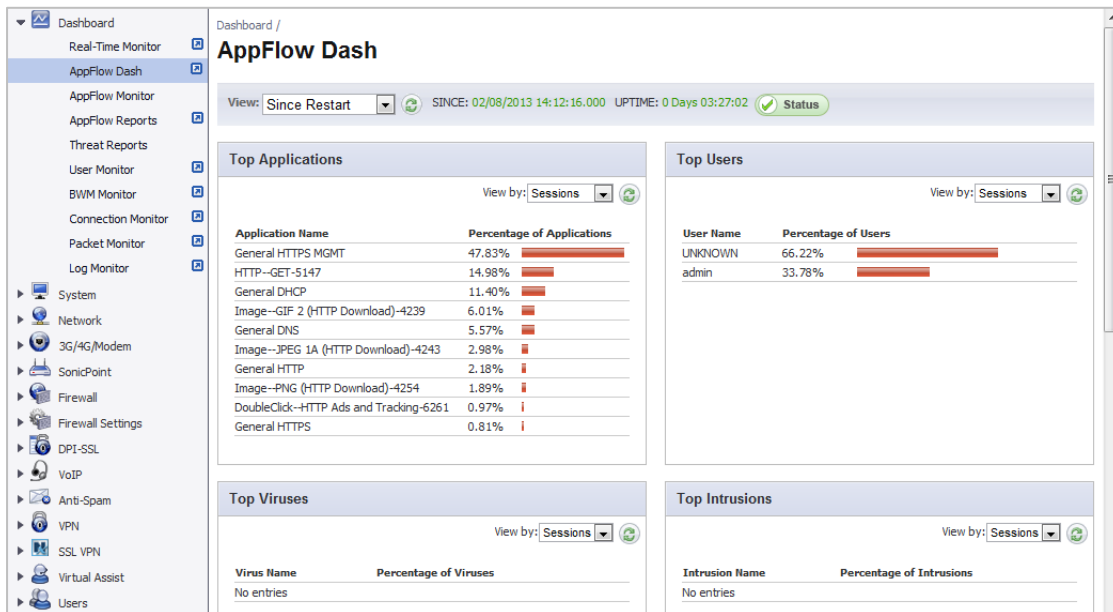 Dashboard
Real-Time Monitor
AppFlow Dash
AppFlow Monitor
AppFlow Reports
Threat Reports
User Monitor
BWM Monitor
Connection Monitor
Packet Monitor
Log Monitor
System
Network
3G/4G/Modem
SonicPoint
Firewall
Firewall Settings
DPI-SSL
VoIP
Anti-Spam
VPN
SSL VPN
Virtual Assist
Users
Dashboard /
AppFlow Dash
View: Since Restart SINCE: 02/08/2013 14:12:16.000 UPTIME: 0 Days 03:27:02 Status
Top Applications
View by: Sessions
Application Name Percentage of Applications
General HTTPS MGMT 47.83%
HTTP--GET-5147 14.98%
General DHCP 11.40%
Image--GIF 2 (HTTP Download)-4239 6.01%
General DNS 5.57%
Image--JPEG 1A (HTTP Download)-4243 2.98%
General HTTP 2.18%
Image--PNG (HTTP Download)-4254 1.89%
DoubleClick--HTTP Ads and Tracking-6261 0.97%
General HTTPS 0.81%
Top Users
View by: Sessions
User Name Percentage of Users
UNKNOWN 66.22%
admin 33.78%
Top Viruses
View by: Sessions
Virus Name Percentage of Viruses
No entries
Top Intrusions
View by: Sessions
Intrusion Name Percentage of Intrusions
No entries